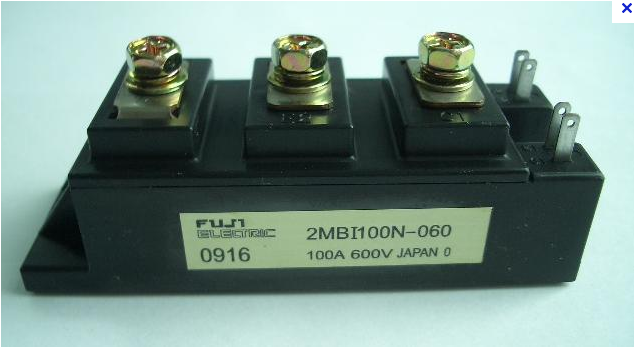 FUJI
ELECTRIC
2MBI100N-060
0916
100A 600V JAPAN 0